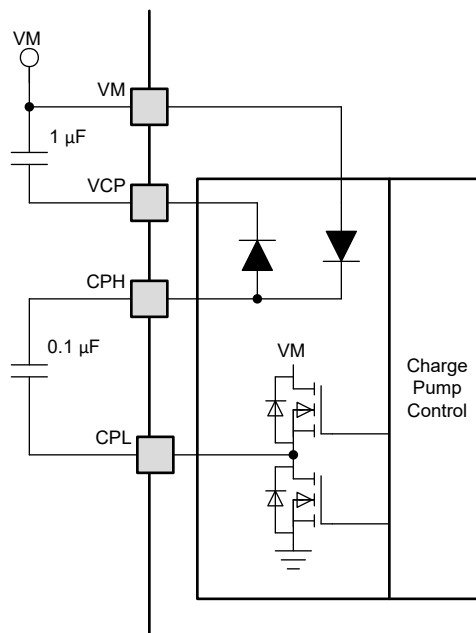 VM
VM
1 µF
VCP
CPH
0.1 µF
VM
CPL
Charge
Pump
Control